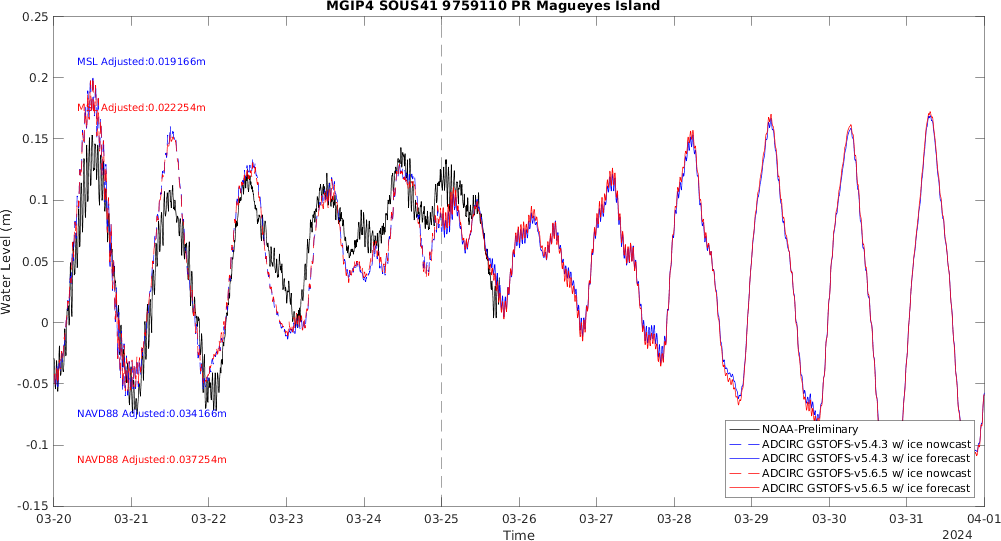 MGIP4 SOUS41 9759110 PR Magueyes Island
0.25
0.2
0.15
0.1
0.05
0
-0.05
-0.1
-0.15
Water Level (m)
MSL Adjusted:0.019166m
MSL Adjusted:0.022254m
NAVD88 Adjusted:0.034166m
NAVD88 Adjusted:0.037254m
NOAA-Preliminary
ADCIRC GSTOFS-v5.4.3 w/ ice nowcast
ADCIRC GSTOFS-v5.4.3 w/ ice forecast
ADCIRC GSTOFS-v5.6.5 w/ ice nowcast
ADCIRC GSTOFS-v5.6.5 w/ ice forecast
03-20 03-21 03-22 03-23 03-24 03-25 03-26 03-27 03-28 03-29 03-30 03-31 04-01
Time
2024